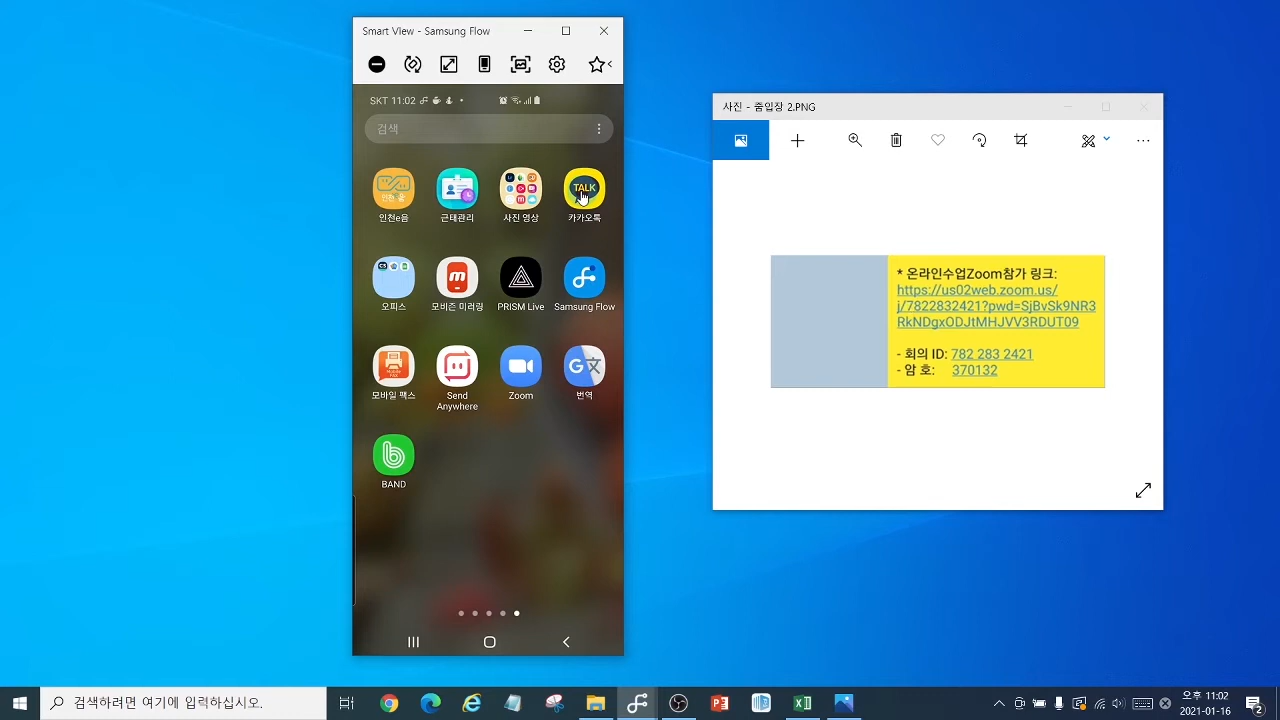 Smart View - Samsung Flow
SKT 11:02
검색
인천e음
근태관리
사진 영상
TALK
카카오톡
오피스
모비즌 미러링
PRISM Live
Samsung Flow
모바일 팩스
Send
Anywhere
Zoom
번역
BAND
사진 - 줌입장 2.PNG
* 온라인수업Zoom참가 링크:
https://us02web.zoom.us/
j/7822832421?pwd=SjBvSk9NR3
RkNDgxODJtMHJVV3RDUT09
- 회의 ID: 782 283 2421
- 암 호: 370132
검색하려면 여기에 입력하십시오.
오후 11:02
2021-01-16